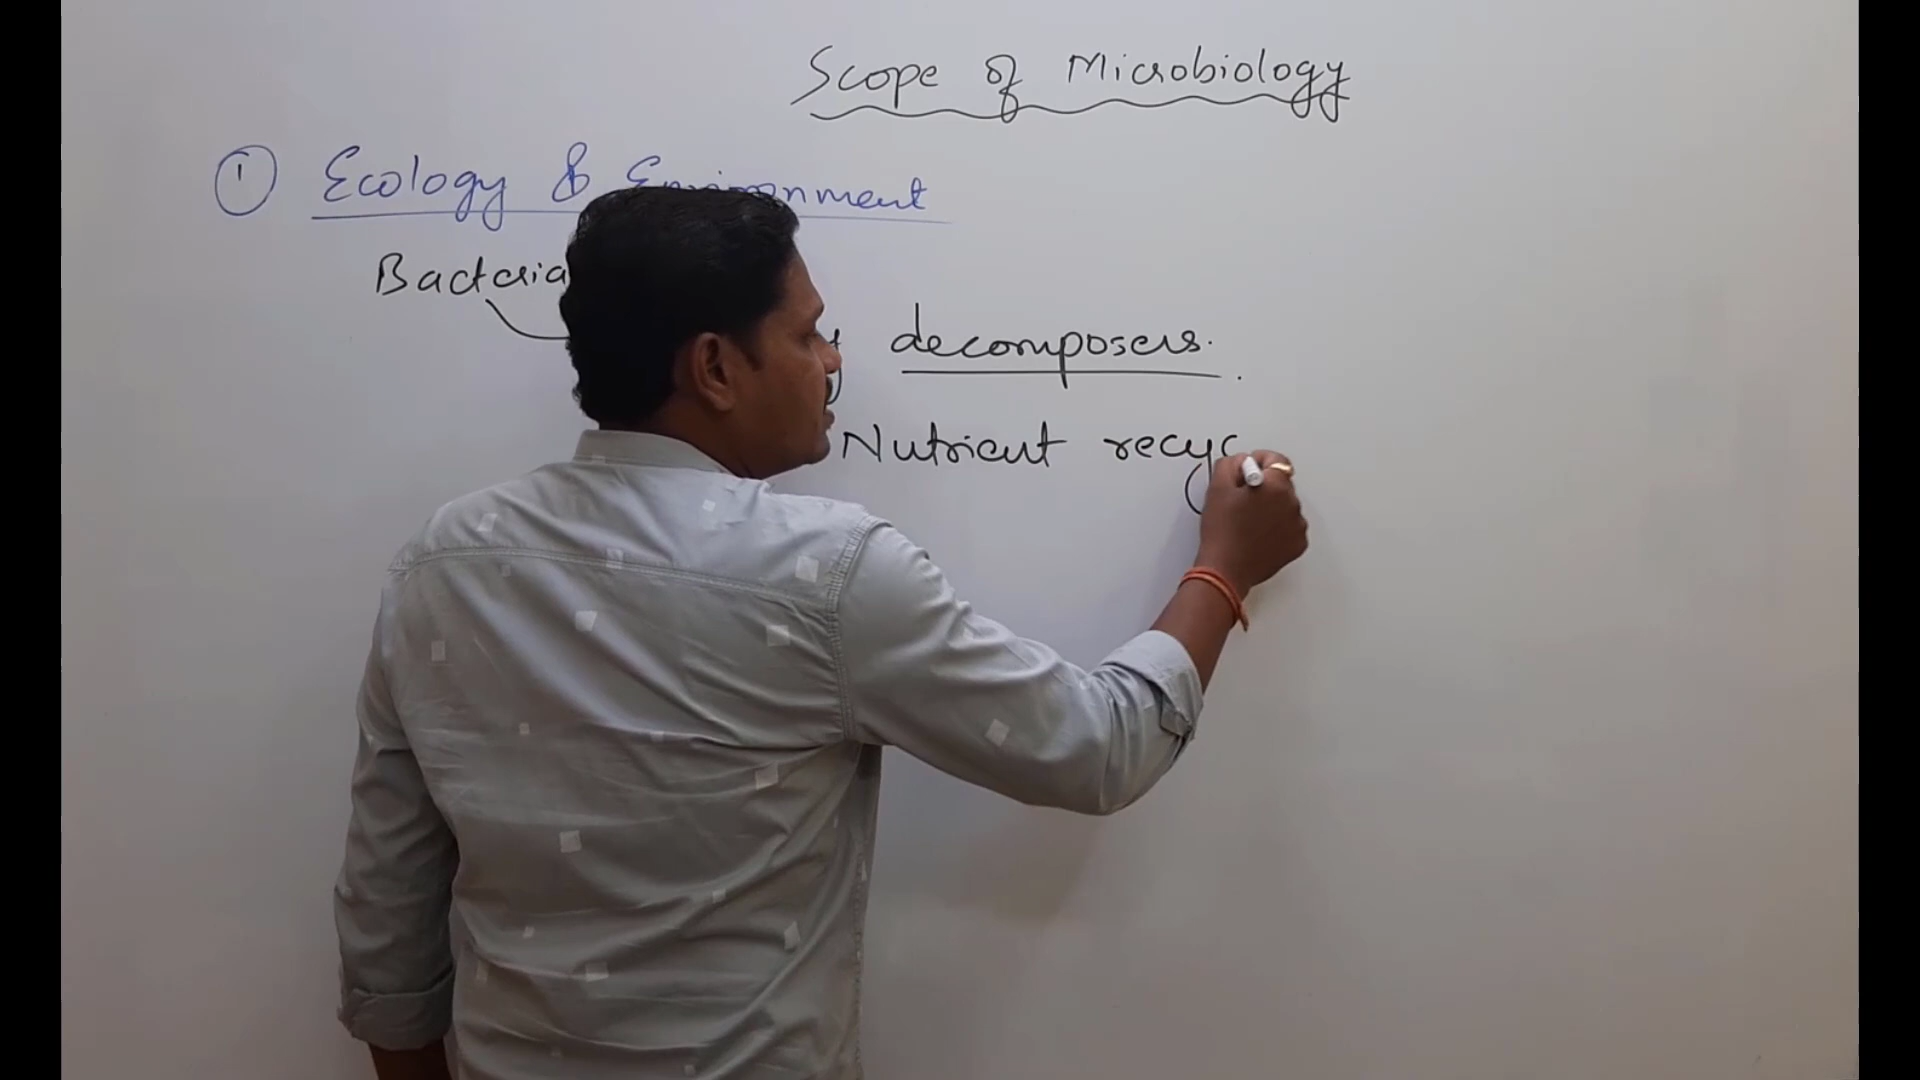 Scope of Microbiology
1 Ecology & Environment
Bacteria
decomposers.
Nutrient recyc